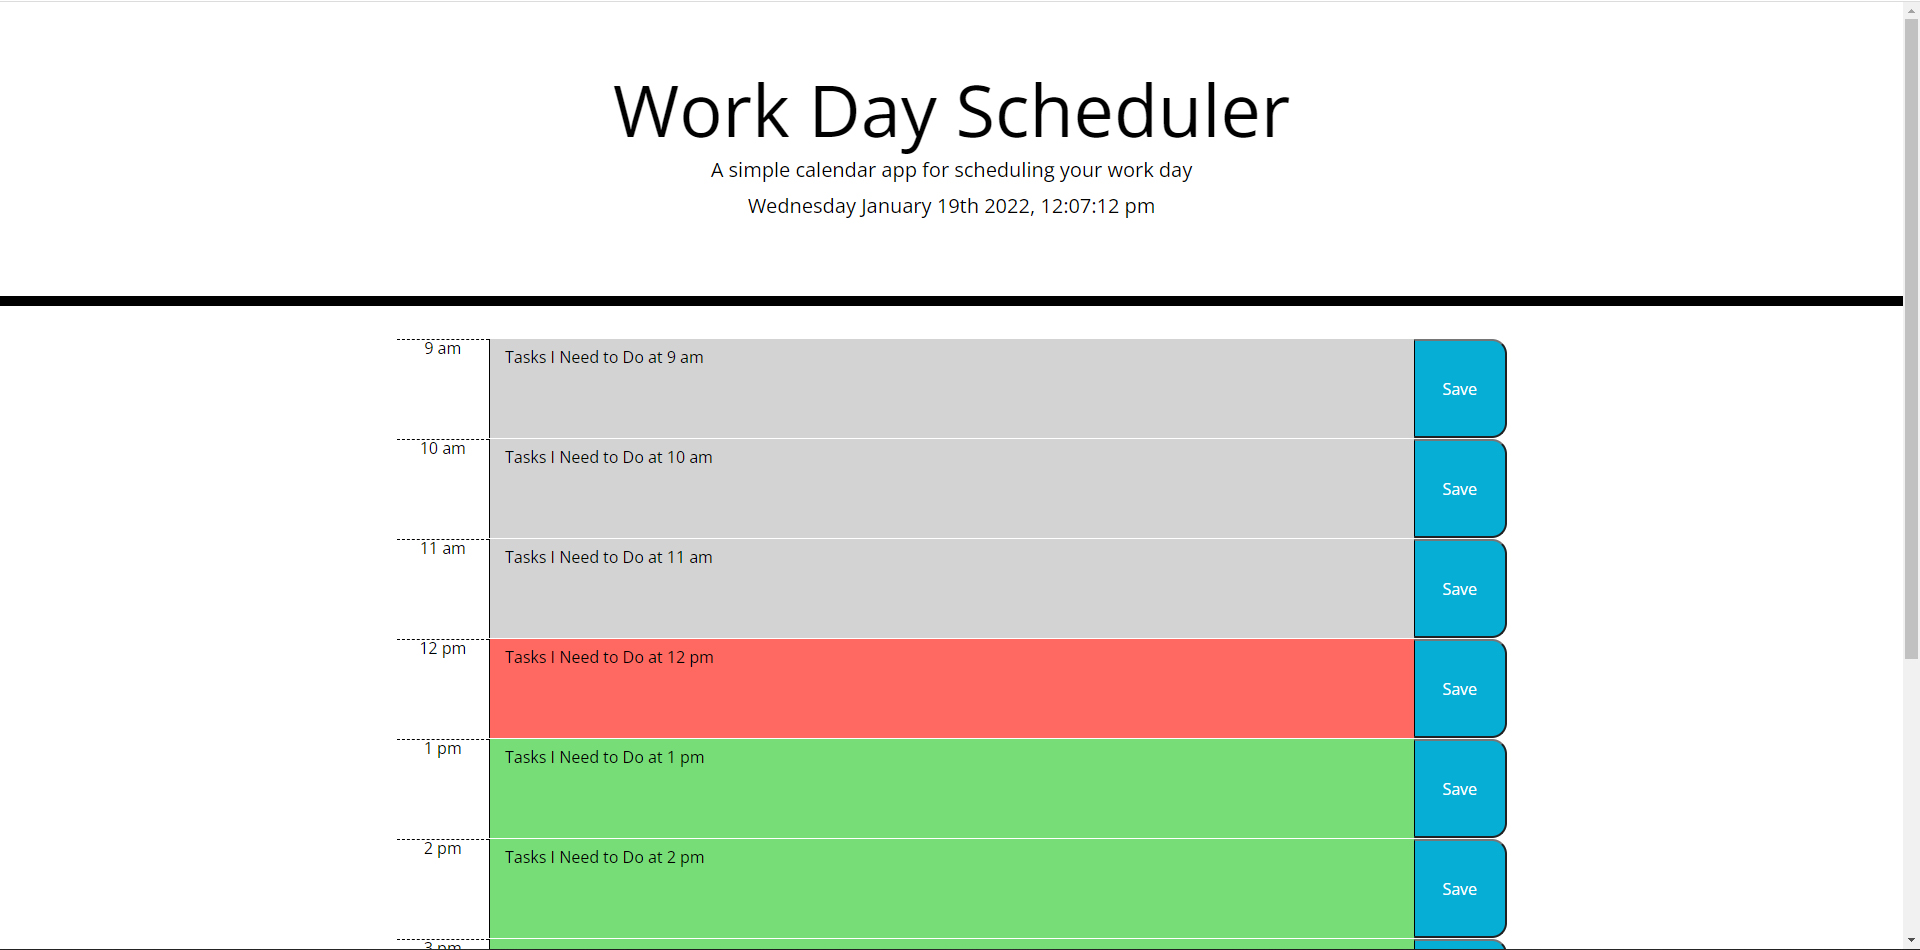 Work Day Scheduler
A simple calendar app for scheduling your work day
Wednesday January 19th 2022, 12:07:12 pm
9 am
Tasks I Need to Do at 9 am
Save
10 am
Tasks I Need to Do at 10 am
Save
11 am
Tasks I Need to Do at 11 am
Save
12 pm
Tasks I Need to Do at 12 pm
Save
1 pm
Tasks I Need to Do at 1 pm
Save
2 pm
Tasks I Need to Do at 2 pm
Save
3 pm